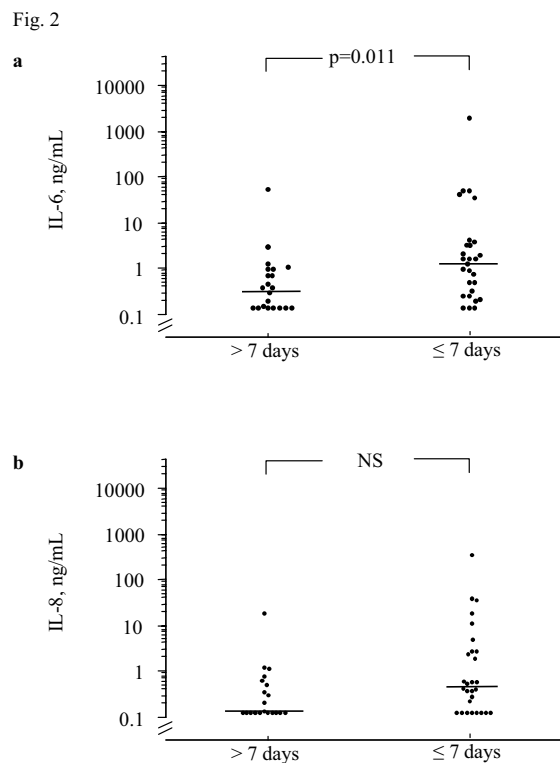 Fig. 2
a
p=0.011
10000
1000
100
10
1
0.1
IL-6, ng/mL
> 7 days
≤ 7 days
b
NS
10000
1000
100
10
1
0.1
IL-8, ng/mL
> 7 days
≤ 7 days